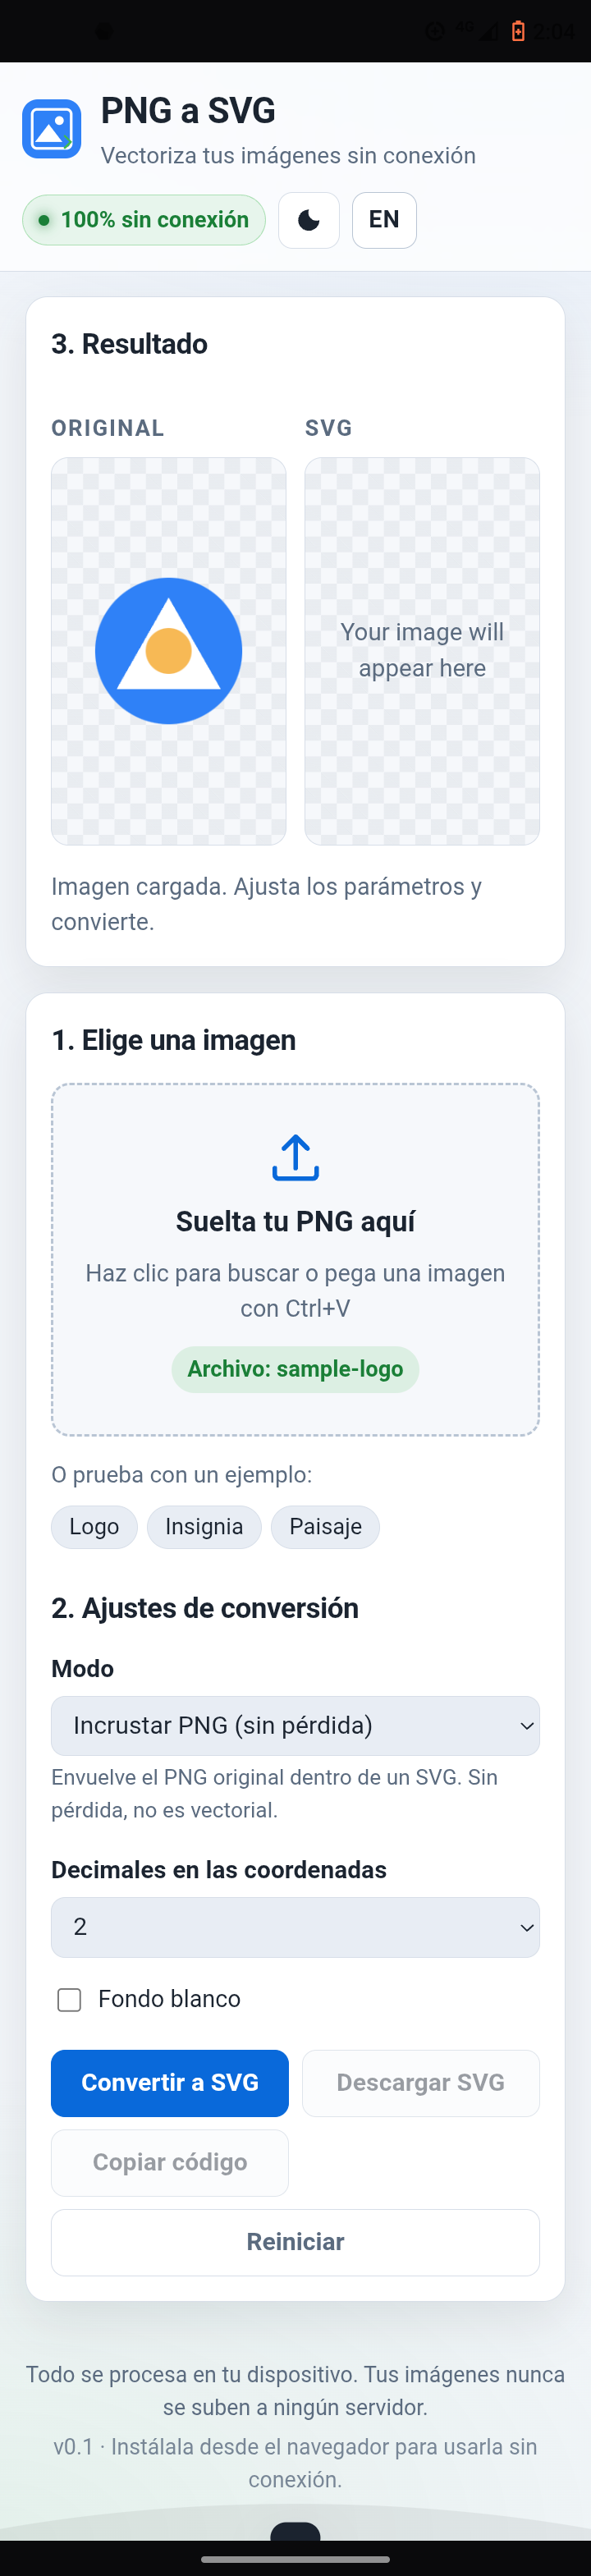 4G 2:04
PNG a SVG
Vectoriza tus imágenes sin conexión
100% sin conexión
EN
3. Resultado
ORIGINAL
SVG
Your image will
appear here
Imagen cargada. Ajusta los parámetros y
convierte.
1. Elige una imagen
Suelta tu PNG aquí
Haz clic para buscar o pega una imagen
con Ctrl+V
Archivo: sample-logo
O prueba con un ejemplo:
Logo Insignia Paisaje
2. Ajustes de conversión
Modo
Incrustar PNG (sin pérdida)
Envuelve el PNG original dentro de un SVG. Sin
pérdida, no es vectorial.
Decimales en las coordenadas
2
Fondo blanco
Convertir a SVG Descargar SVG
Copiar código
Reiniciar
Todo se procesa en tu dispositivo. Tus imágenes nunca
se suben a ningún servidor.
v0.1 · Instálala desde el navegador para usarla sin
conexión.